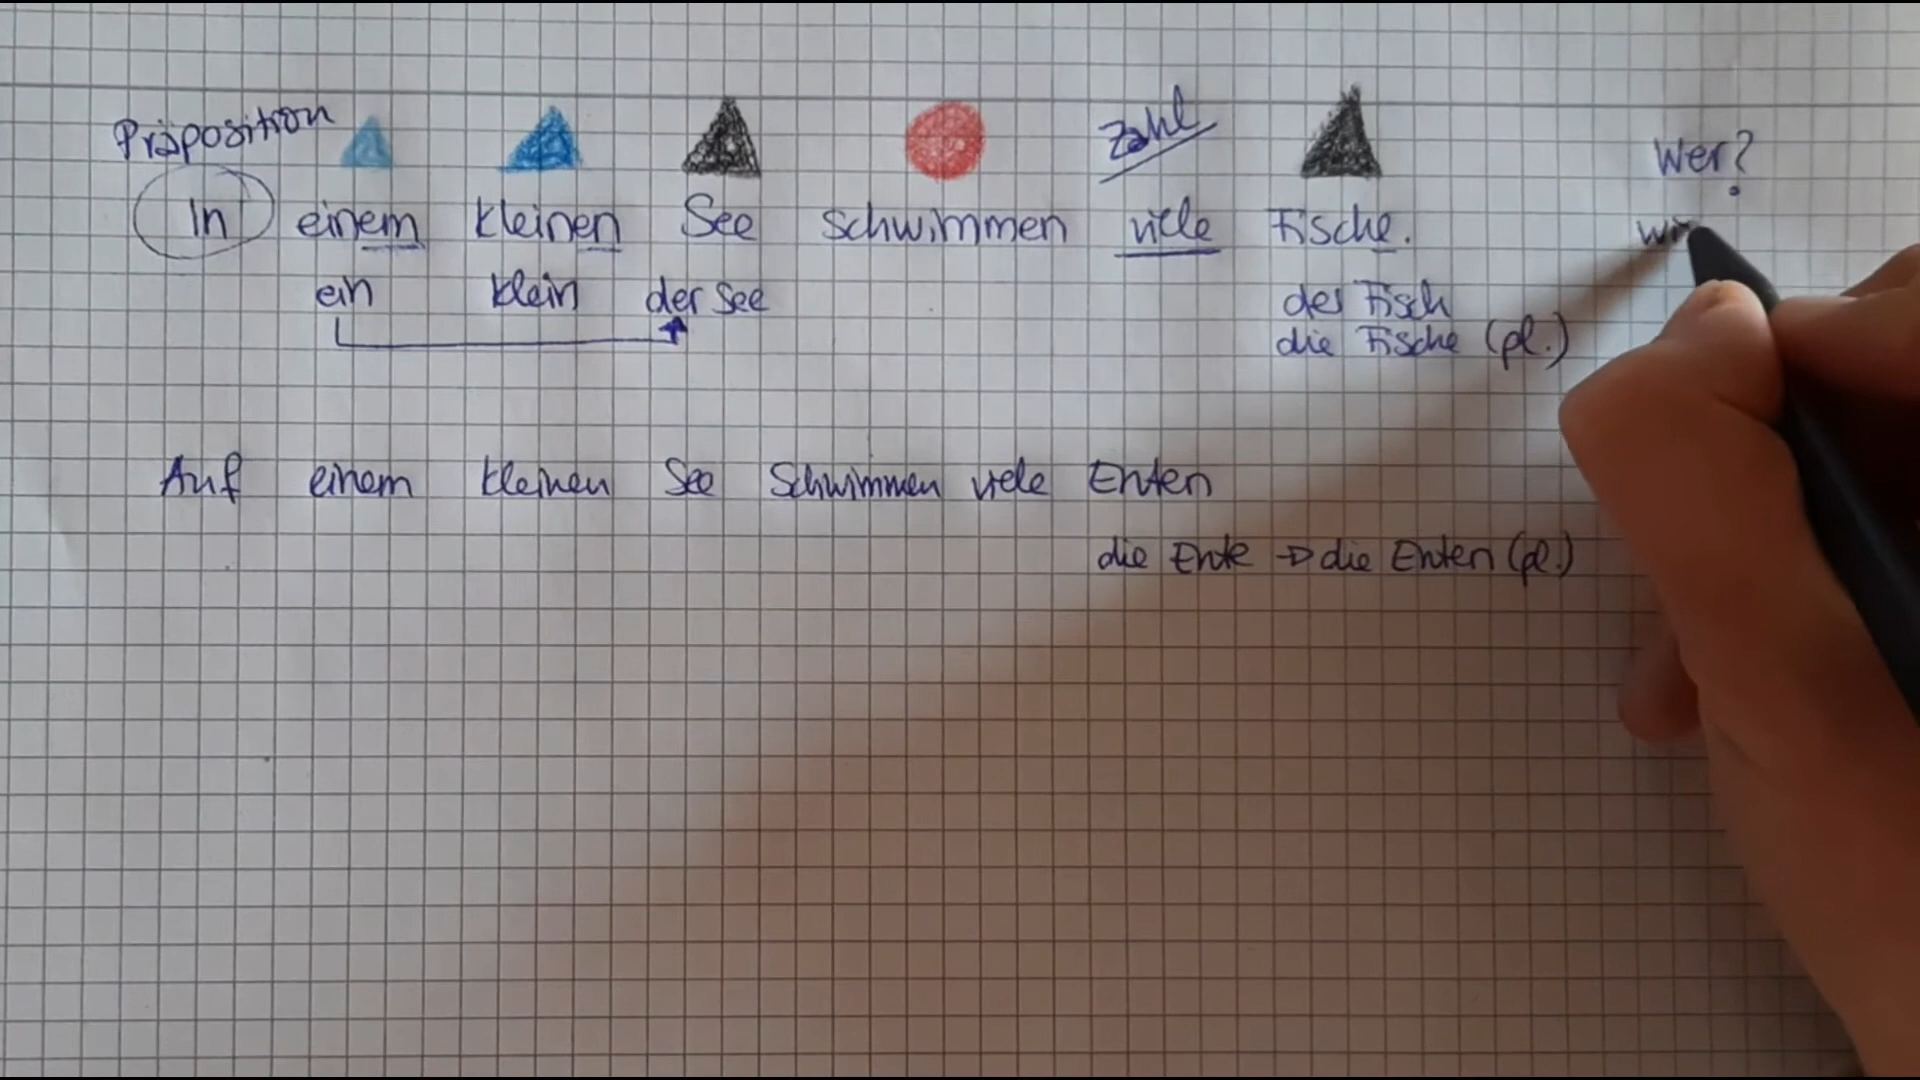 Präposition
Zahl
In einem kleinen See schwimmen viele Fische.
ein klein der See
der Fisch
die Fische (pl.)
Wer?
Auf einem kleinen See schwimmen viele Enten
die Ente → die Enten (pl.)